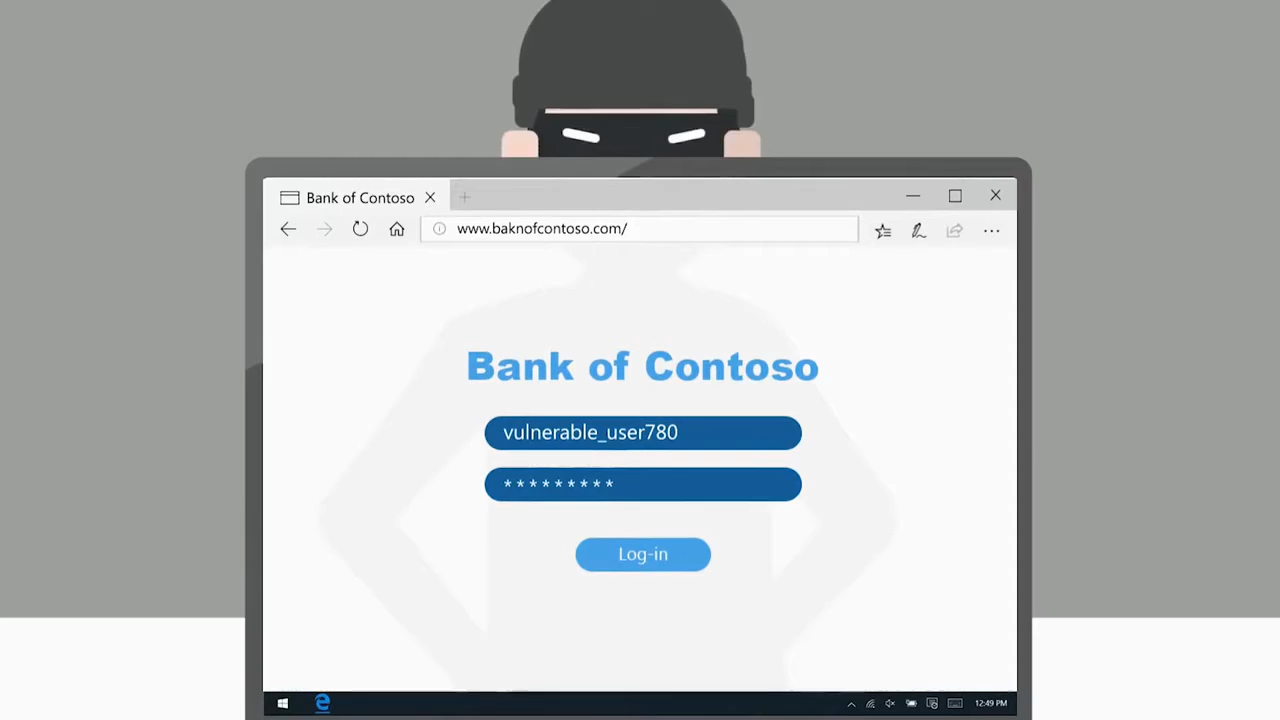 Bank of Contoso
www.baknofcontoso.com/
Bank of Contoso
vulnerable_user780
* * * * * * * * *
Log-in
12:49 PM